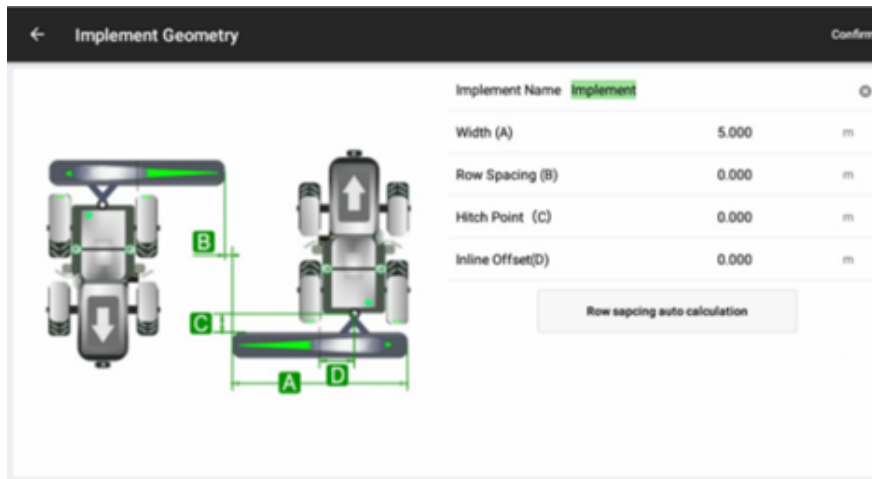 Implement Geometry
Confirm
Implement Name Implement
Width (A) 5.000 m
Row Spacing (B) 0.000 m
Hitch Point (C) 0.000 m
Inline Offset(D) 0.000 m
Row sapcing auto calculation
B
C
A
D